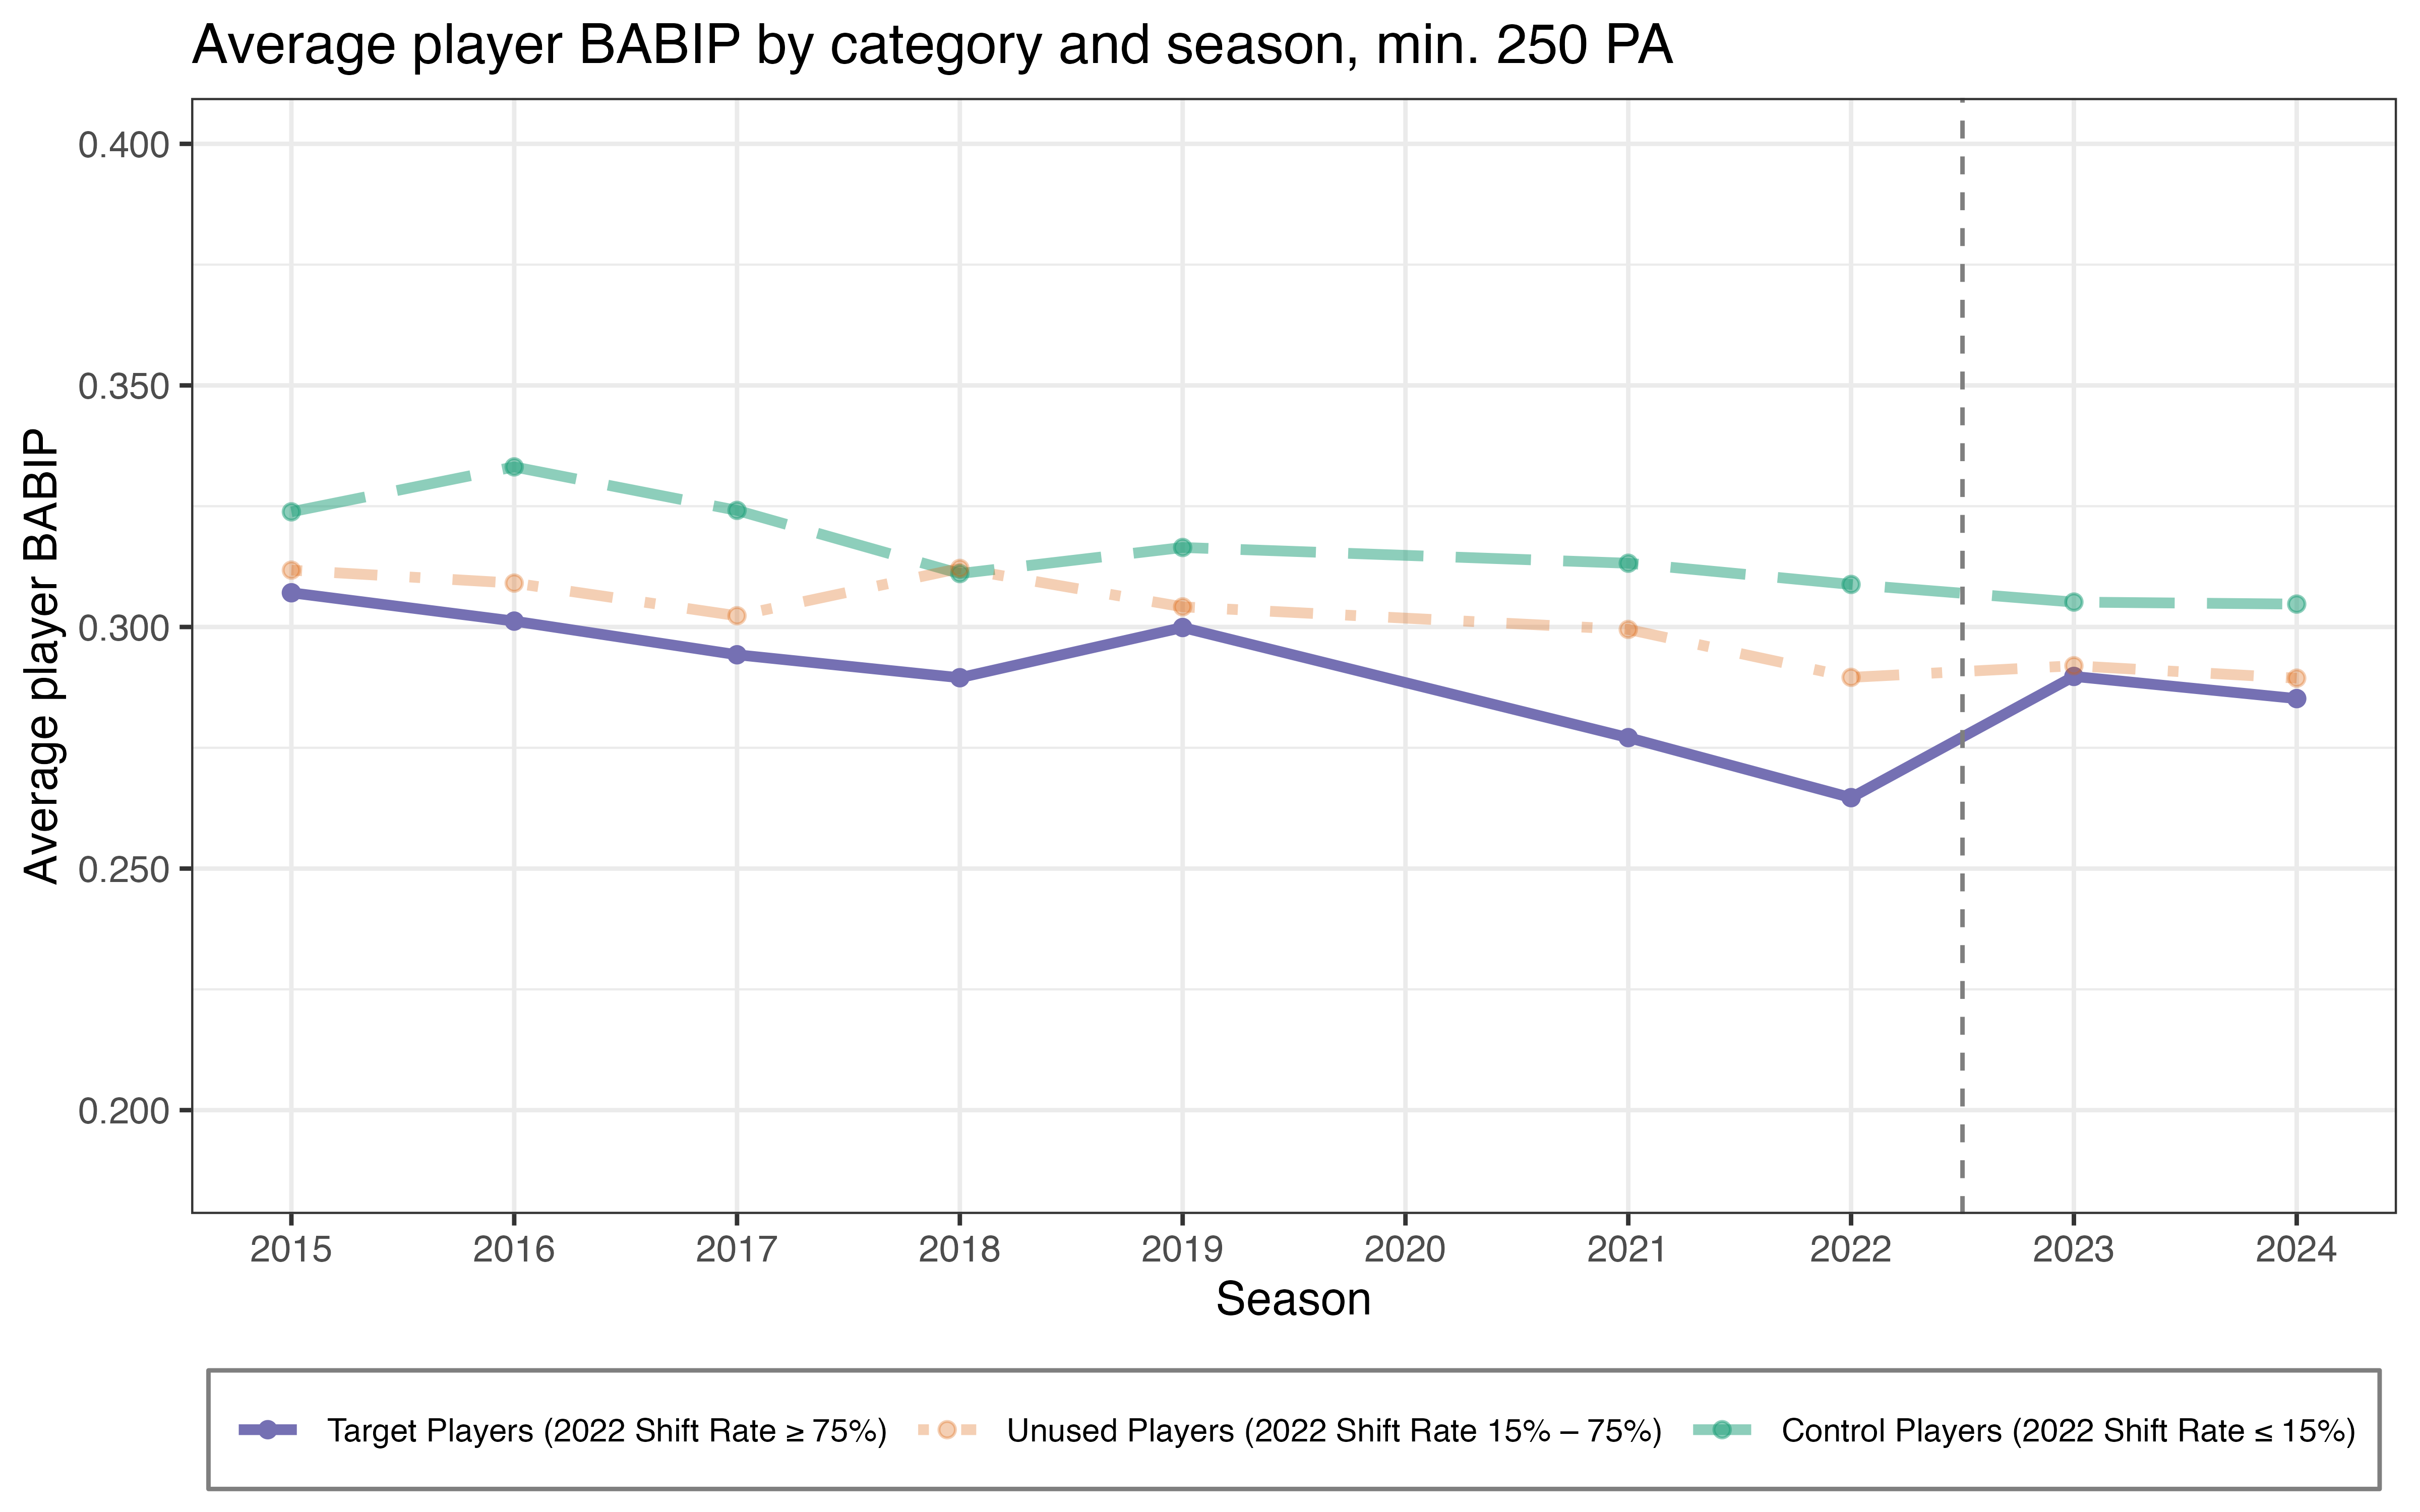 Average player BABIP by category and season, min. 250 PA
Average player BABIP
0.400
0.350
0.300
0.250
0.200
2015 2016 2017 2018 2019 2020 2021 2022 2023 2024
Season
Target Players (2022 Shift Rate ≥ 75%) Unused Players (2022 Shift Rate 15% – 75%) Control Players (2022 Shift Rate ≤ 15%)